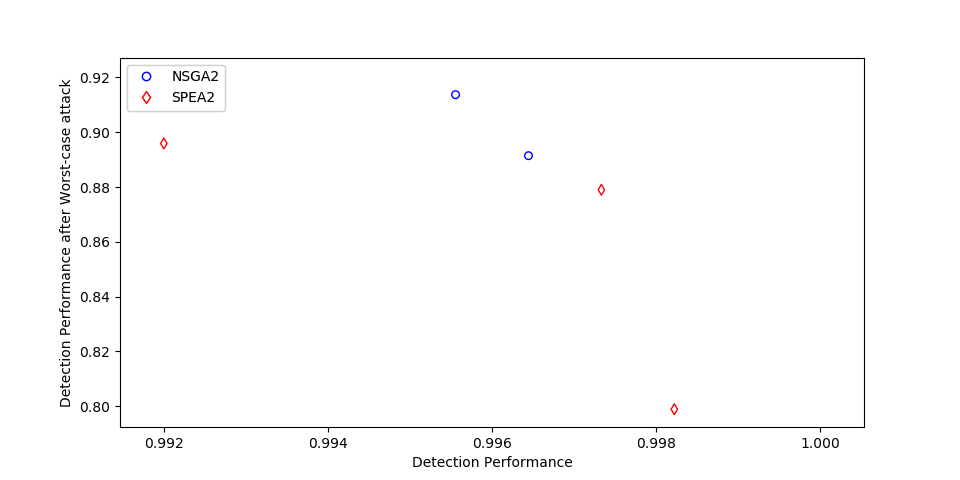 NSGA2
SPEA2
Detection Performance after Worst-case attack
0.92
0.90
0.88
0.86
0.84
0.82
0.80
0.992 0.994 0.996 0.998 1.000
Detection Performance